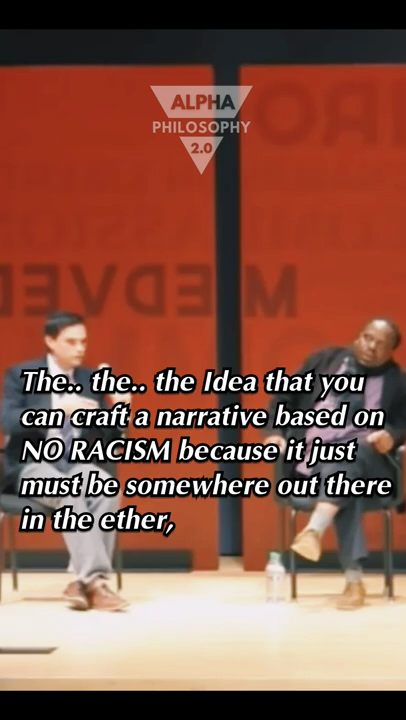 ALPHA
PHILOSOPHY
2.0
MEDVED
The.. the.. the Idea that you
can craft a narrative based on
NO RACISM because it just
must be somewhere out there
in the ether,